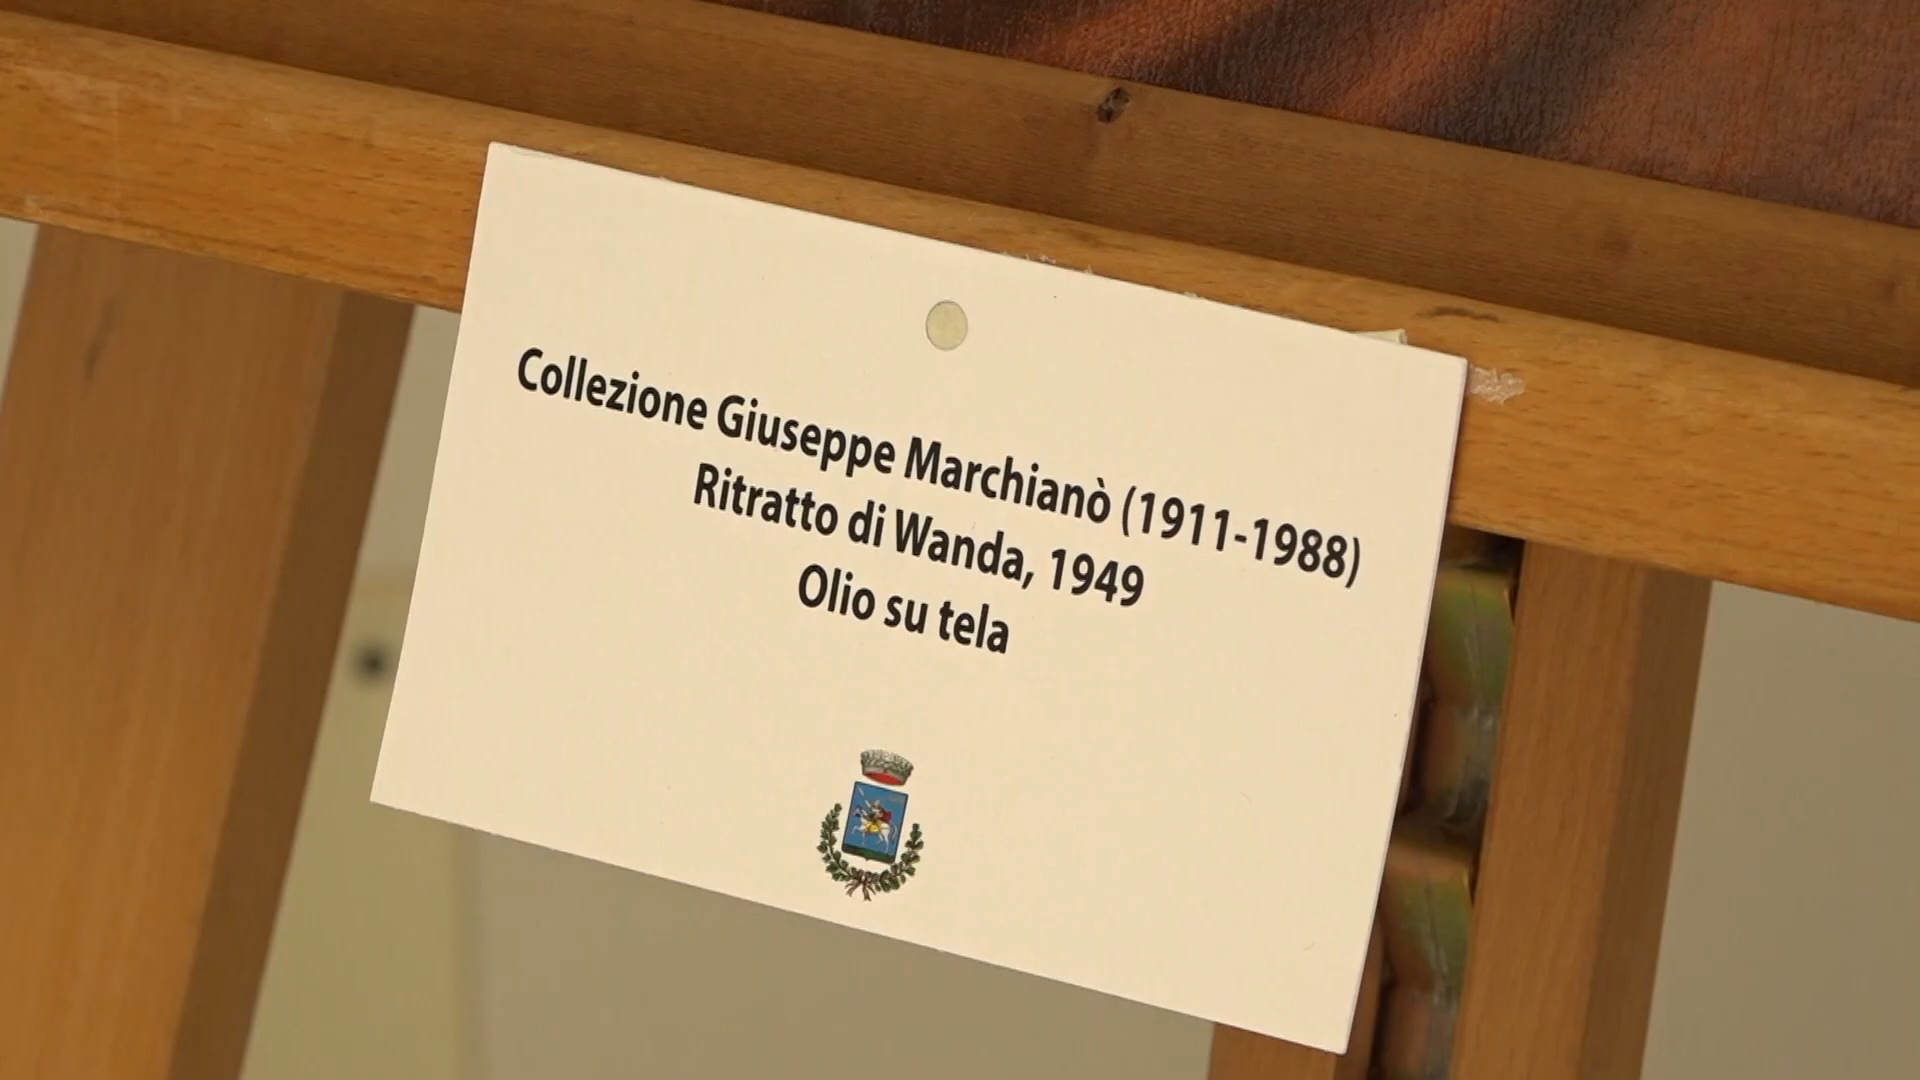 Collezione Giuseppe Marchianò (1911-1988)
Ritratto di Wanda, 1949
Olio su tela